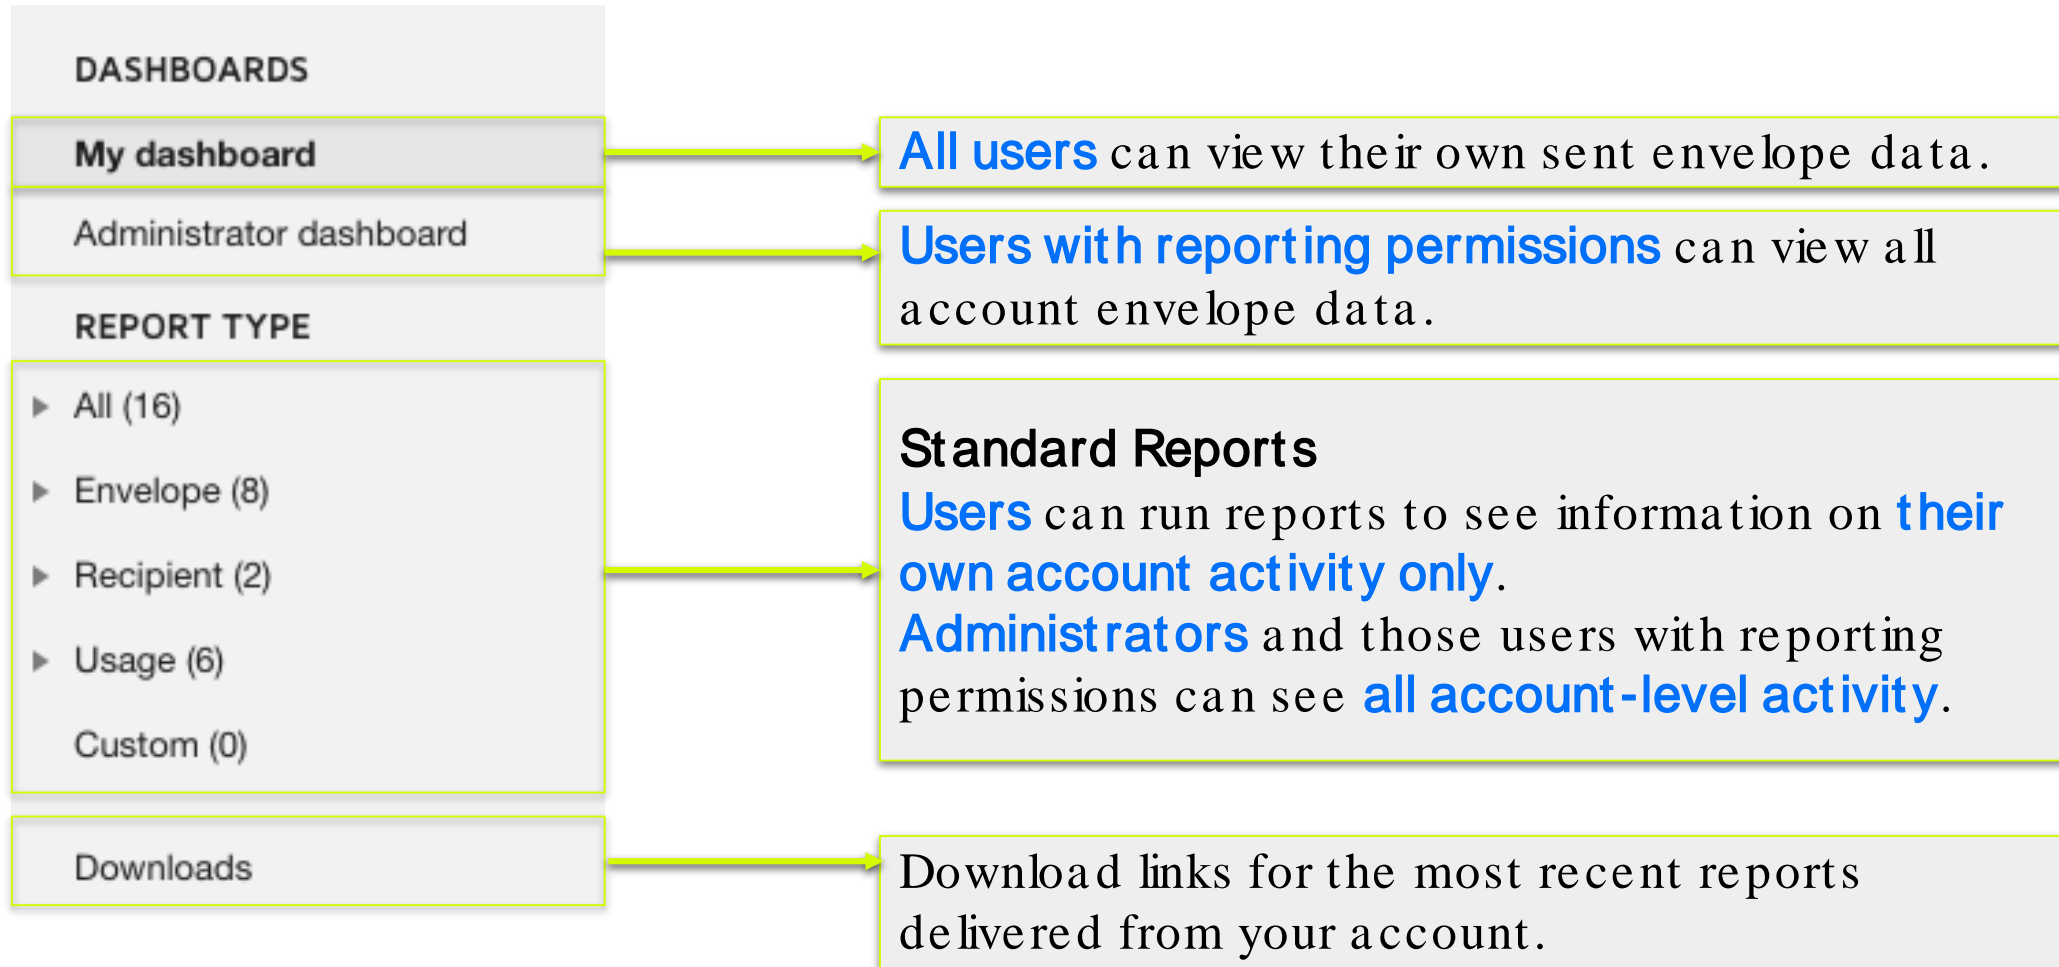 DASHBOARDS
My dashboard
All users can view their own sent envelope data.
Administrator dashboard
Users with reporting permissions can view all
account envelope data.
REPORT TYPE
All (16)
Envelope (8)
Recipient (2)
Usage (6)
Custom (0)
Standard Reports
Users can run reports to see information on their
own account activity only.
Administrators and those users with reporting
permissions can see all account-level activity.
Downloads
Download links for the most recent reports
delivered from your account.